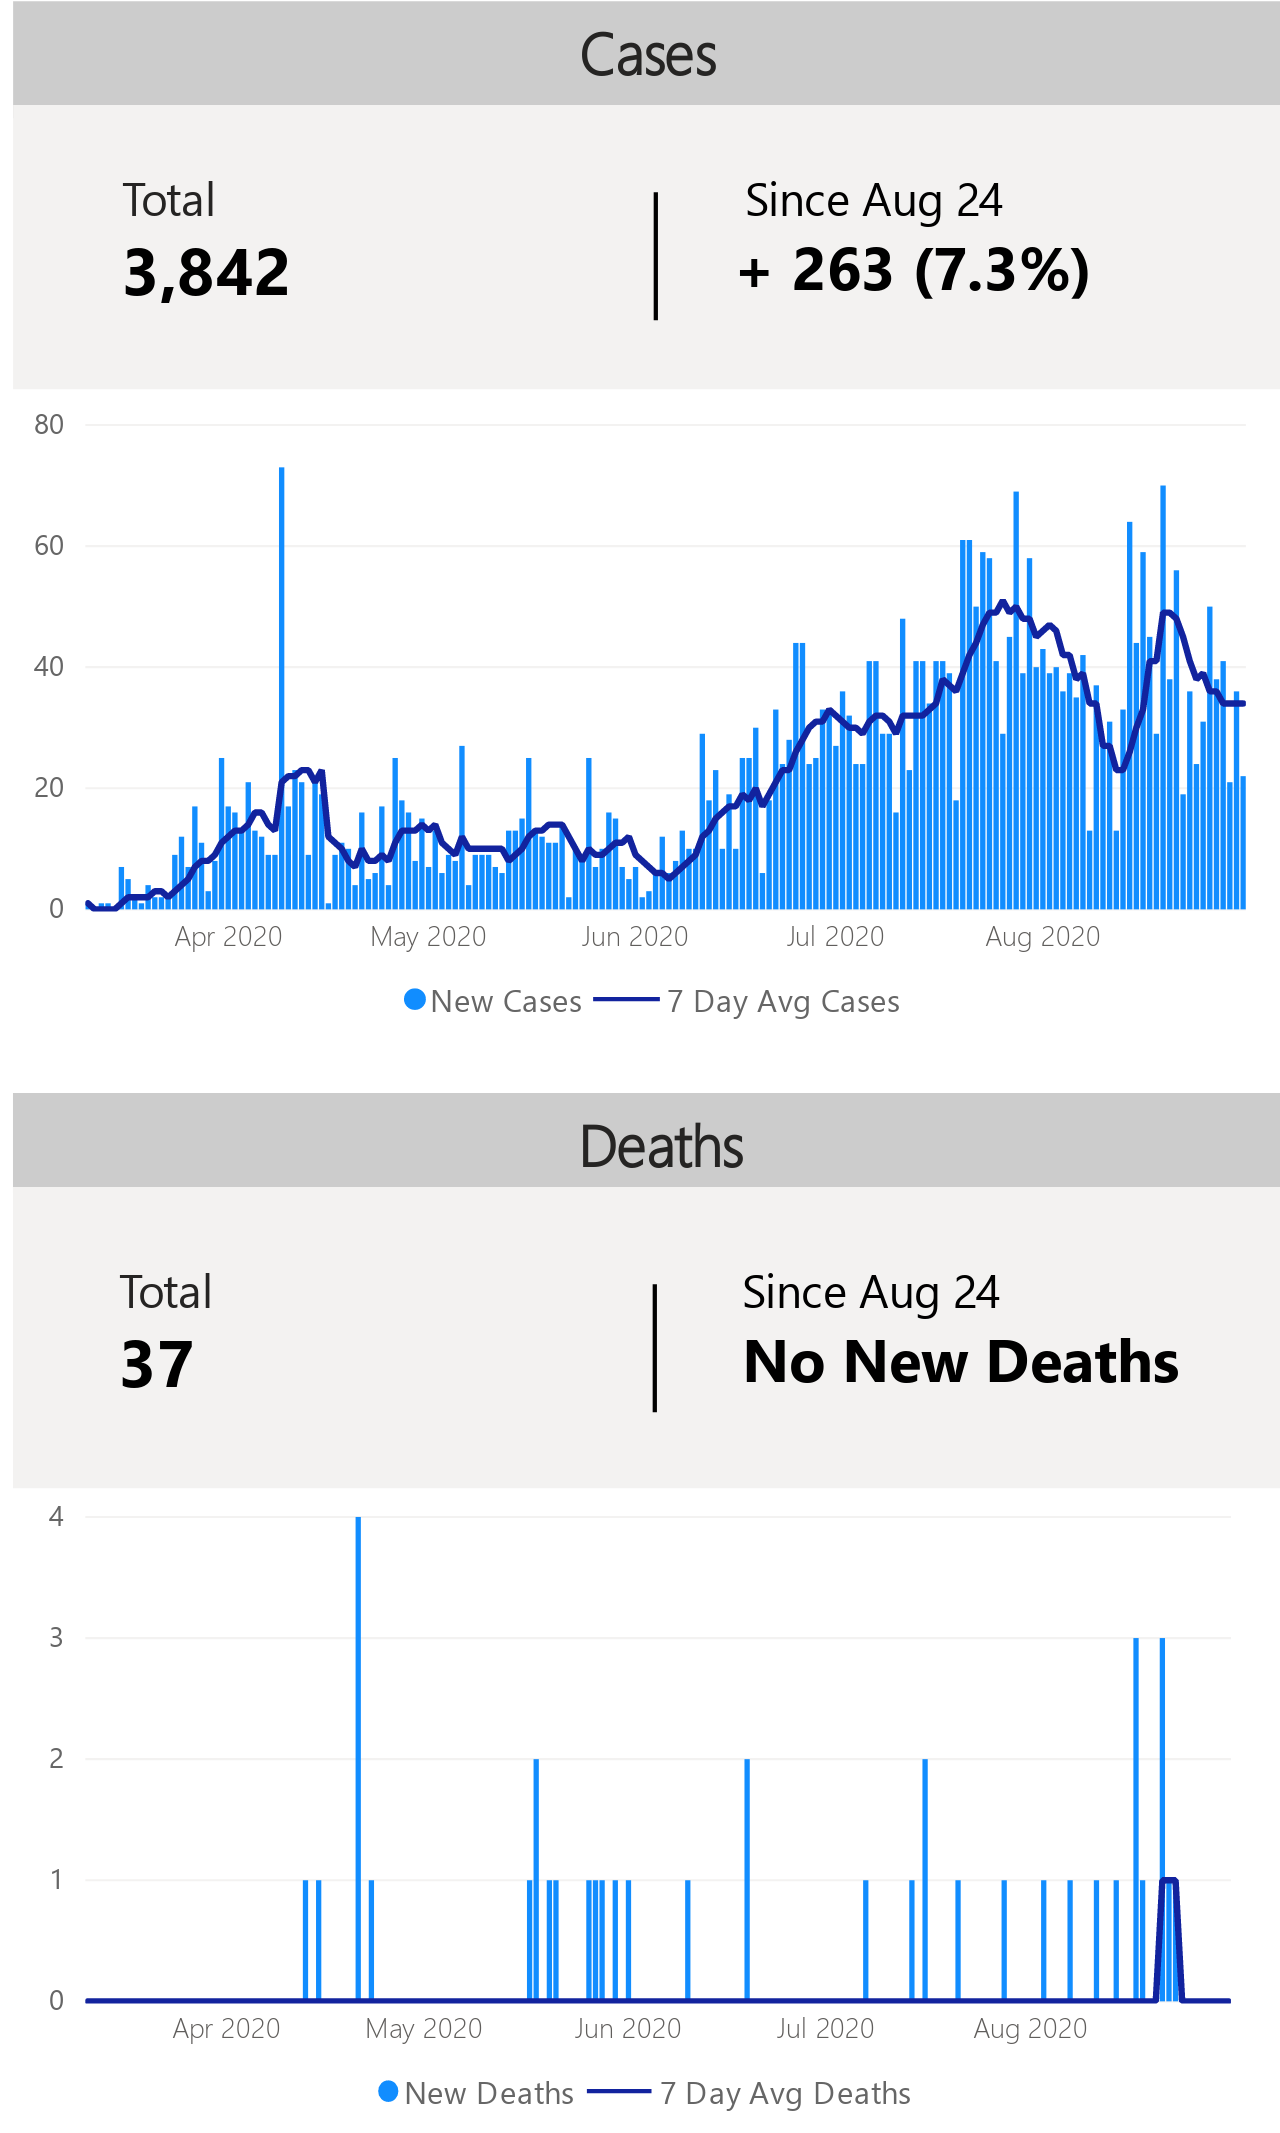 Cases
Total
Since Aug 24
3,842
+ 263 (7.3%)
80
60
40
20
0
Apr 2020 May 2020 Jun 2020 Jul 2020 Aug 2020
New Cases 7 Day Avg Cases
Deaths
Total
Since Aug 24
37
No New Deaths
4
3
2
1
0
Apr 2020 May 2020 Jun 2020 Jul 2020 Aug 2020
New Deaths 7 Day Avg Deaths